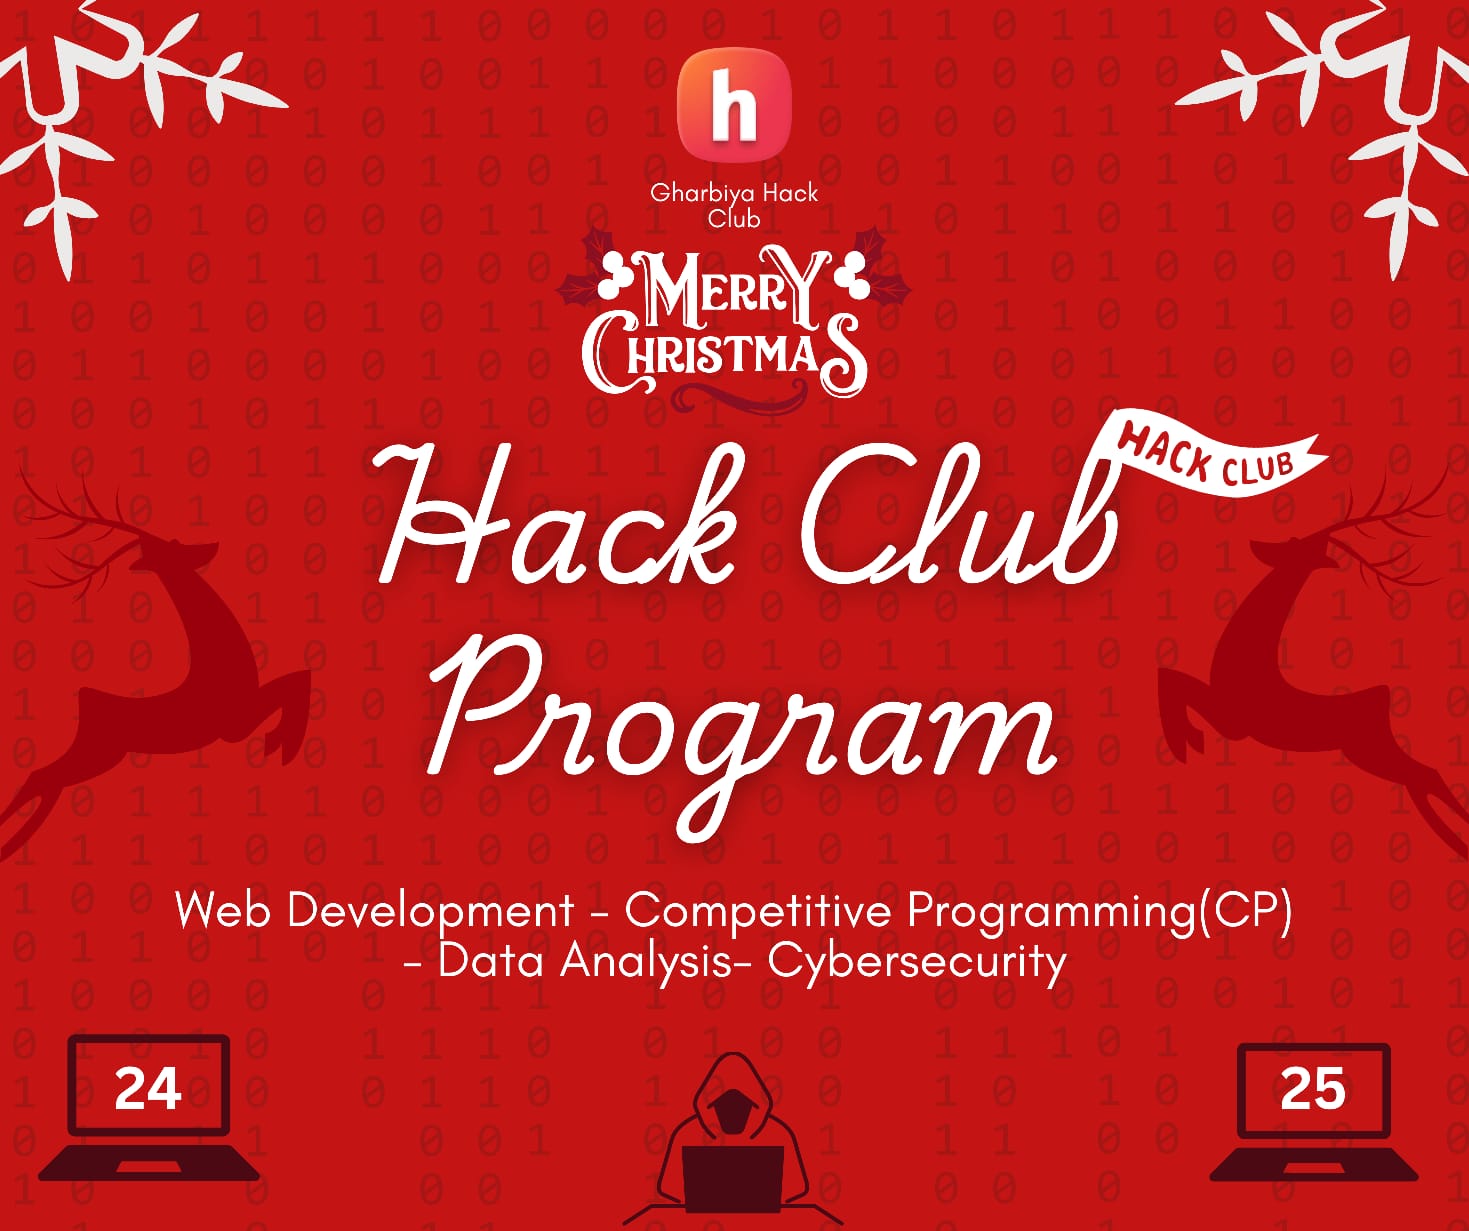 h
Gharbiya Hack
Club
MERRY
CHRISTMAS
HACK CLUB
Hack Club
Program
Web Development - Competitive Programming(CP)
- Data Analysis- Cybersecurity
24
25